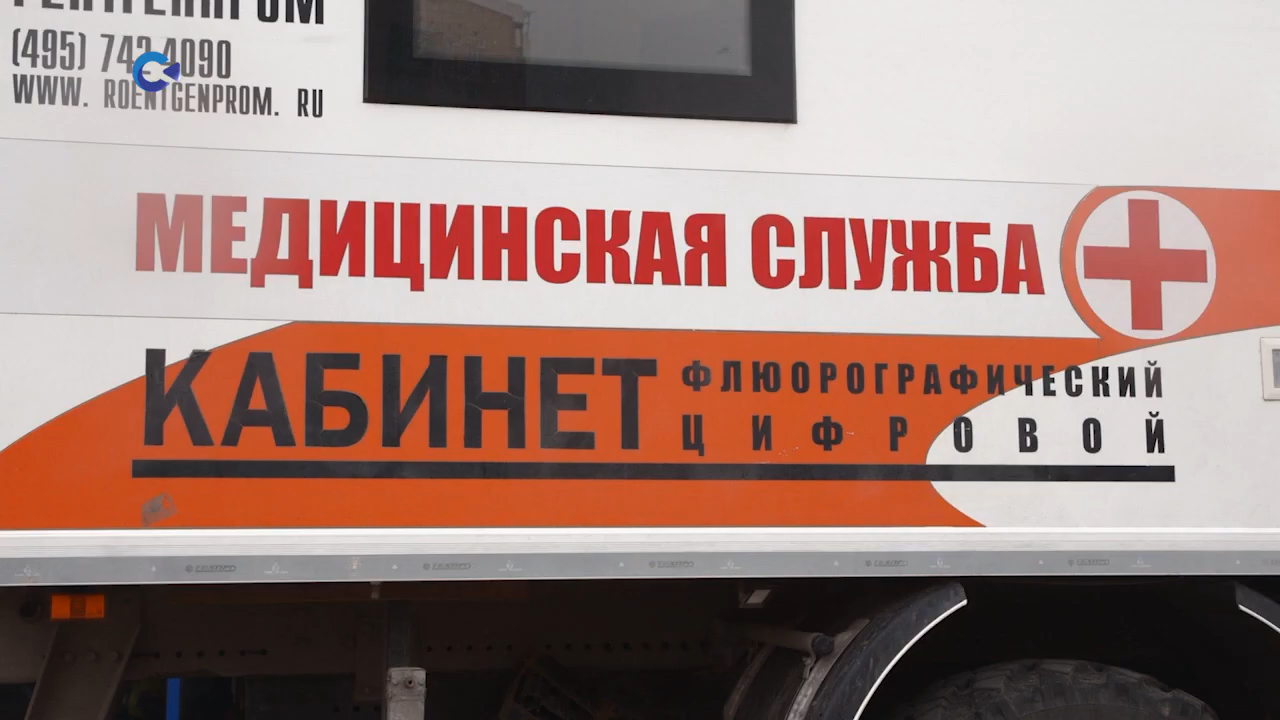 (495) 742 4090
WWW. ROENTGENPROM. RU
МЕДИЦИНСКАЯ СЛУЖБА
КАБИНЕТ ФЛЮОРОГРАФИЧЕСКИЙ
ЦИФРОВОЙ